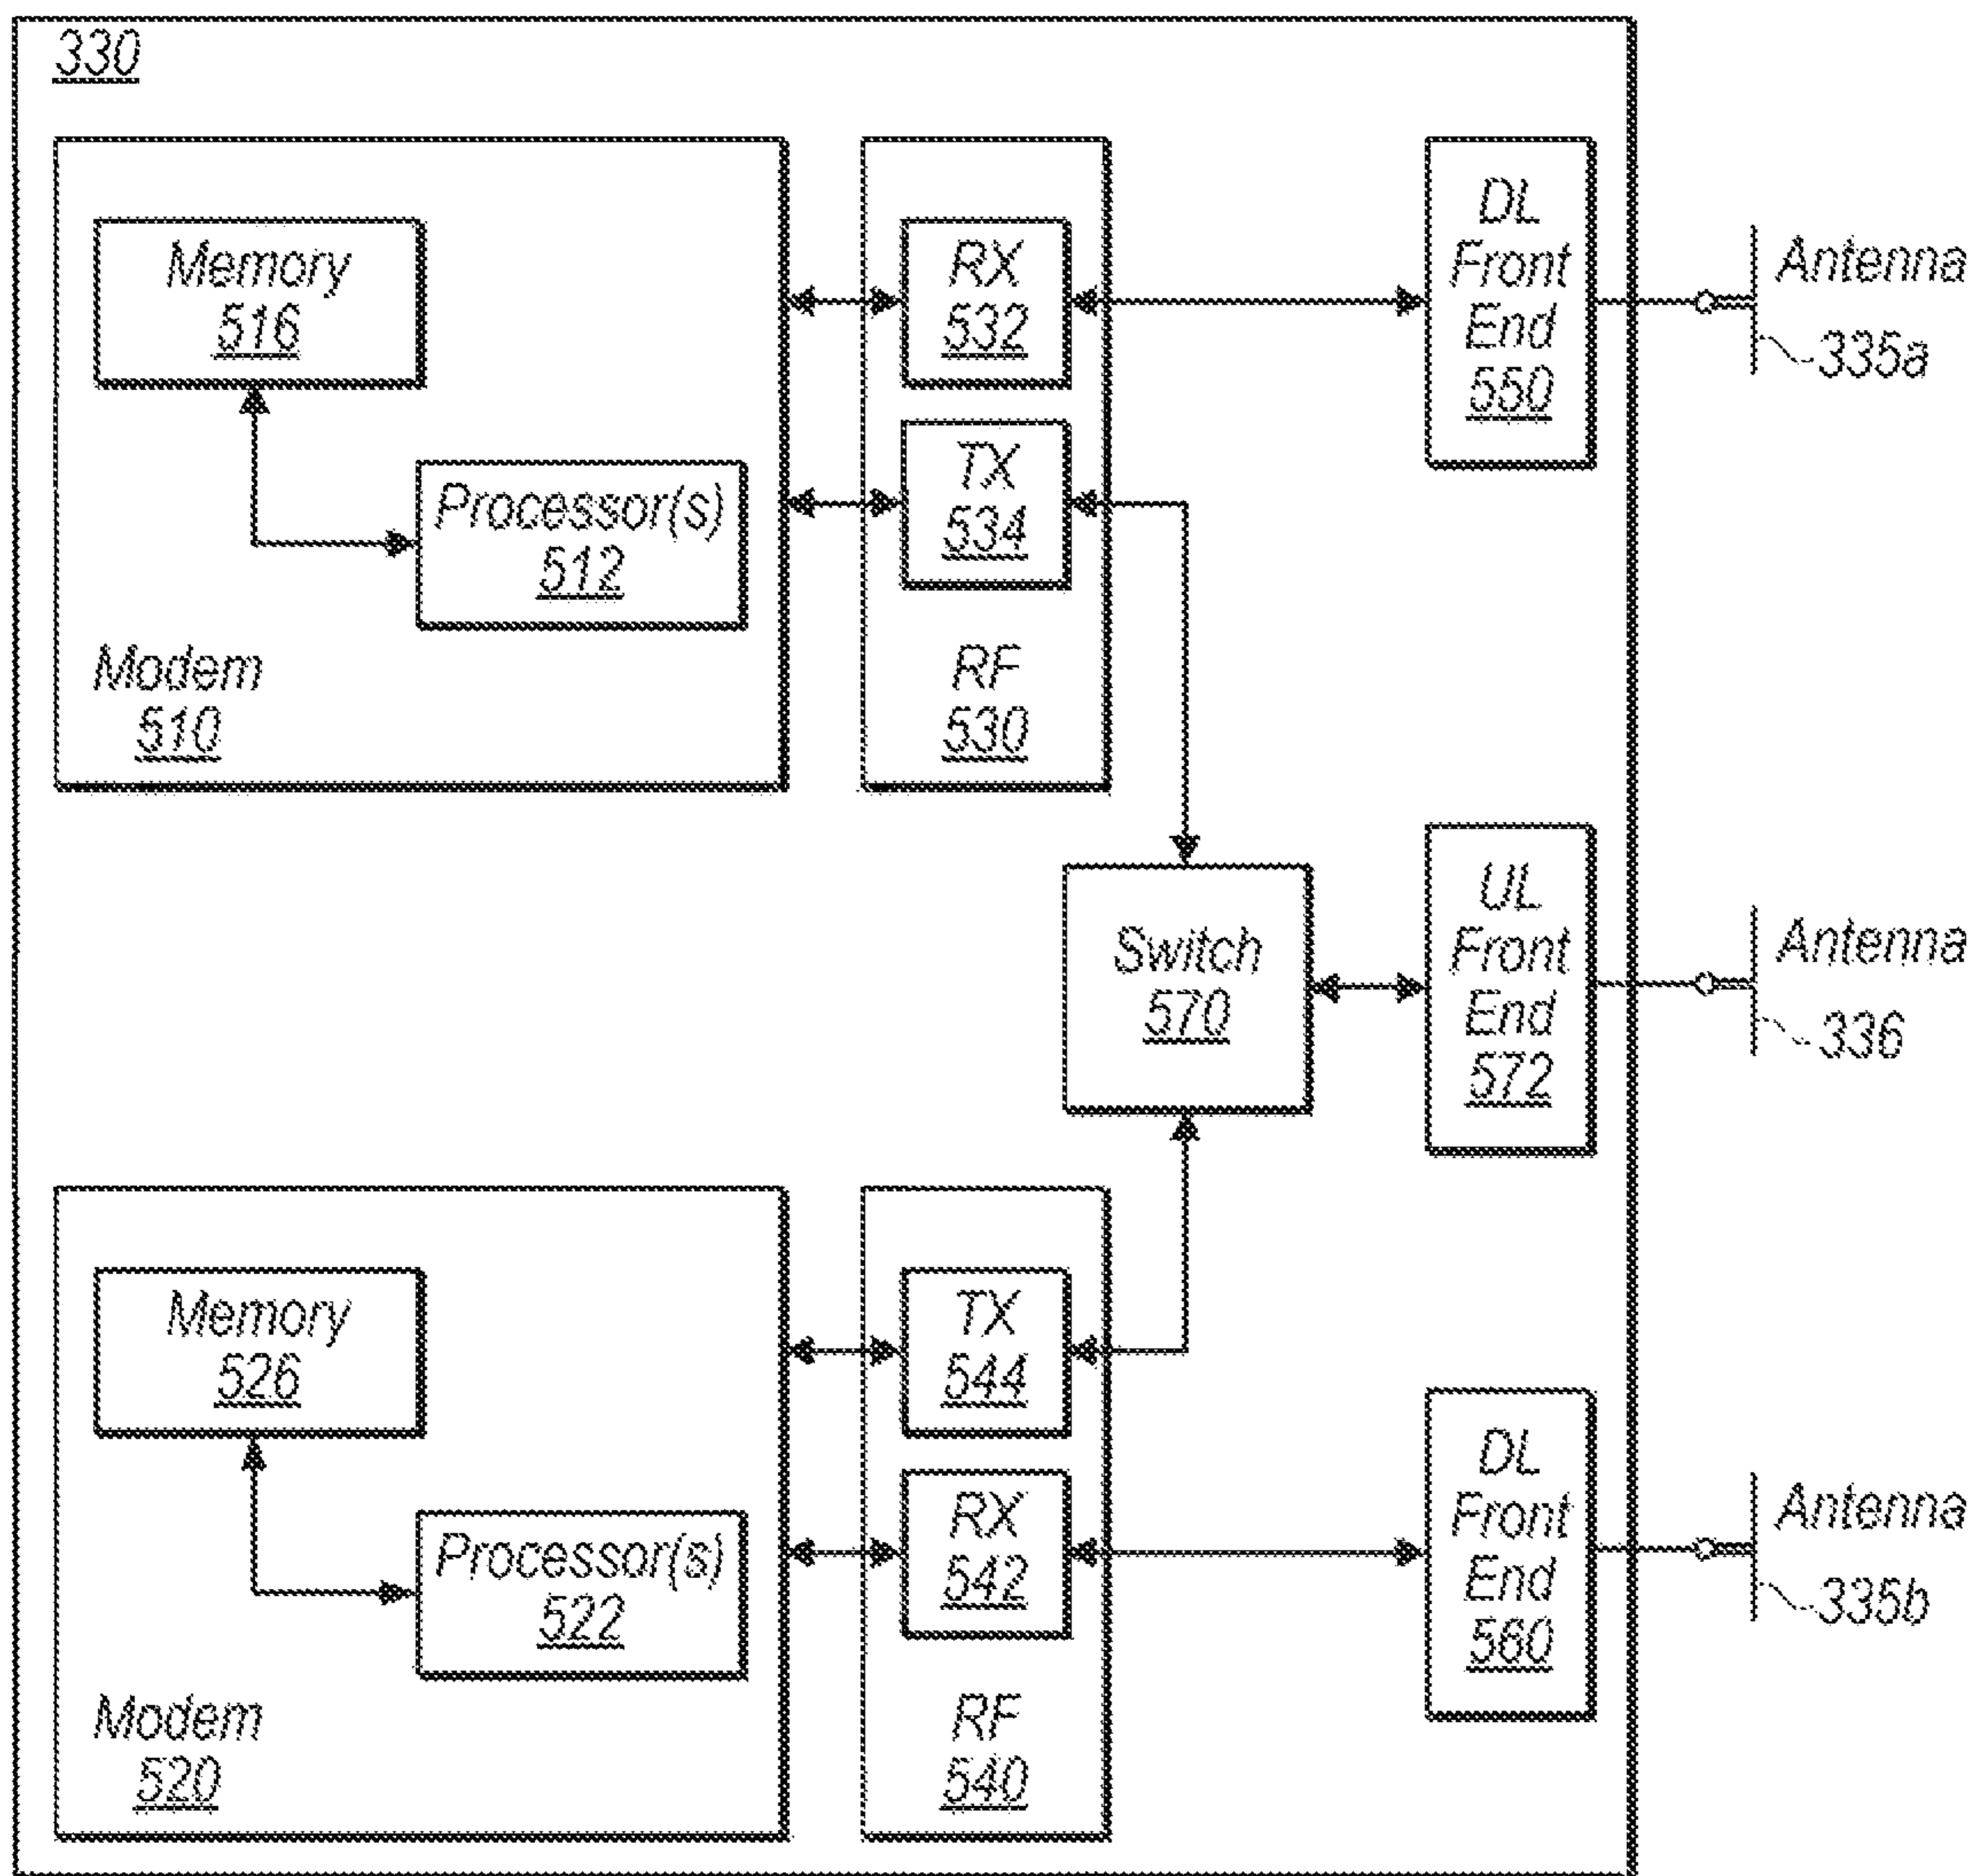 330
Memory
516
Processor(s)
512
Modem
510
RX
532
TX
534
RF
530
DL
Front
End
550
Antenna
335a
Switch
570
UL
Front
End
572
Antenna
336
Memory
526
Processor(s)
522
Modem
520
TX
544
RX
542
RF
540
DL
Front
End
560
Antenna
335b